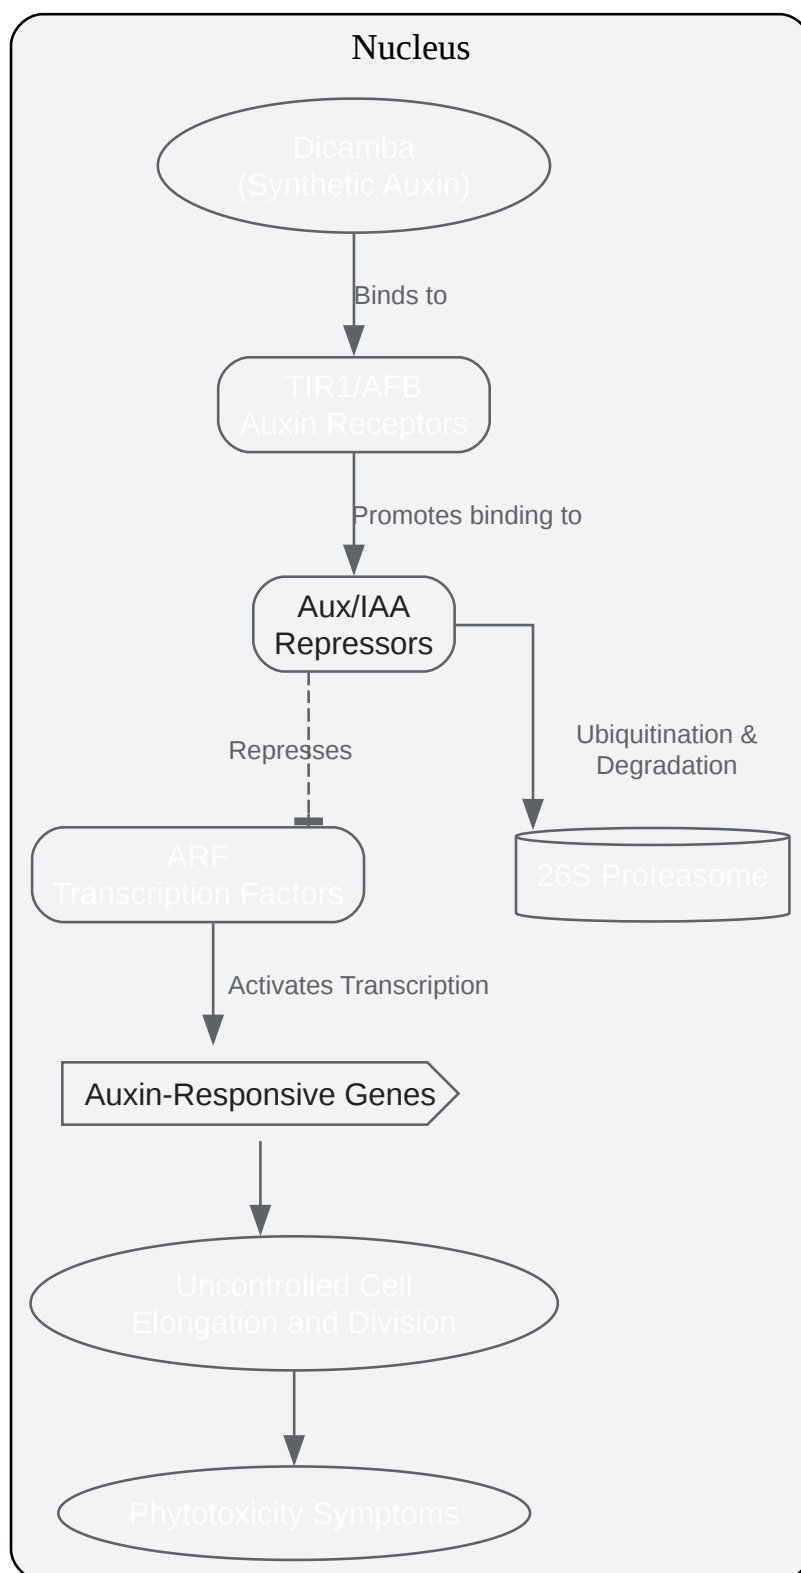 Nucleus
Dicamba
(Synthetic Auxin)
Binds to
TIR1/AFB
Auxin Receptors
Promotes binding to
Aux/IAA
Repressors
Represses
Ubiquitination &
Degradation
ARF
Transcription Factors
26S Proteasome
Activates Transcription
Auxin-Responsive Genes
Uncontrolled Cell
Elongation and Division
Phytotoxicity Symptoms